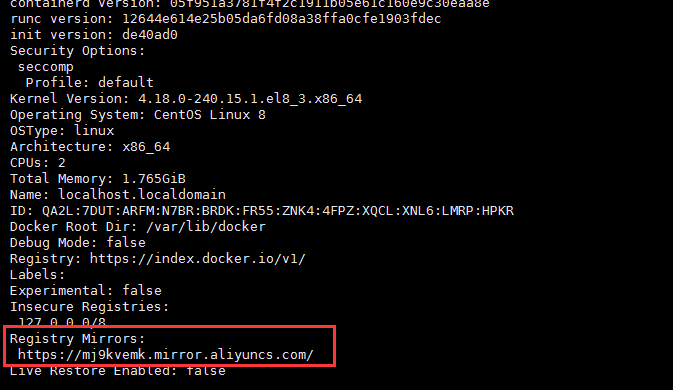 containerd version: 05f951a3781f4f2c1911b05e61c160e9c30eaa8e
runc version: 12644e614e25b05da6fd08a38ffa0cfe1903fdec
init version: de40ad0
Security Options:
seccomp
Profile: default
Kernel Version: 4.18.0-240.15.1.el8_3.x86_64
Operating System: CentOS Linux 8
OSType: linux
Architecture: x86_64
CPUs: 2
Total Memory: 1.765GiB
Name: localhost.localdomain
ID: QA2L:7DUT:ARFM:N7BR:BRDK:FR55:ZNK4:4FPZ:XQCL:XNL6:LMRP:HPKR
Docker Root Dir: /var/lib/docker
Debug Mode: false
Registry: https://index.docker.io/v1/
Labels:
Experimental: false
Insecure Registries:
127.0.0.0/8
Registry Mirrors:
https://mj9kvemk.mirror.aliyuncs.com/
Live Restore Enabled: false